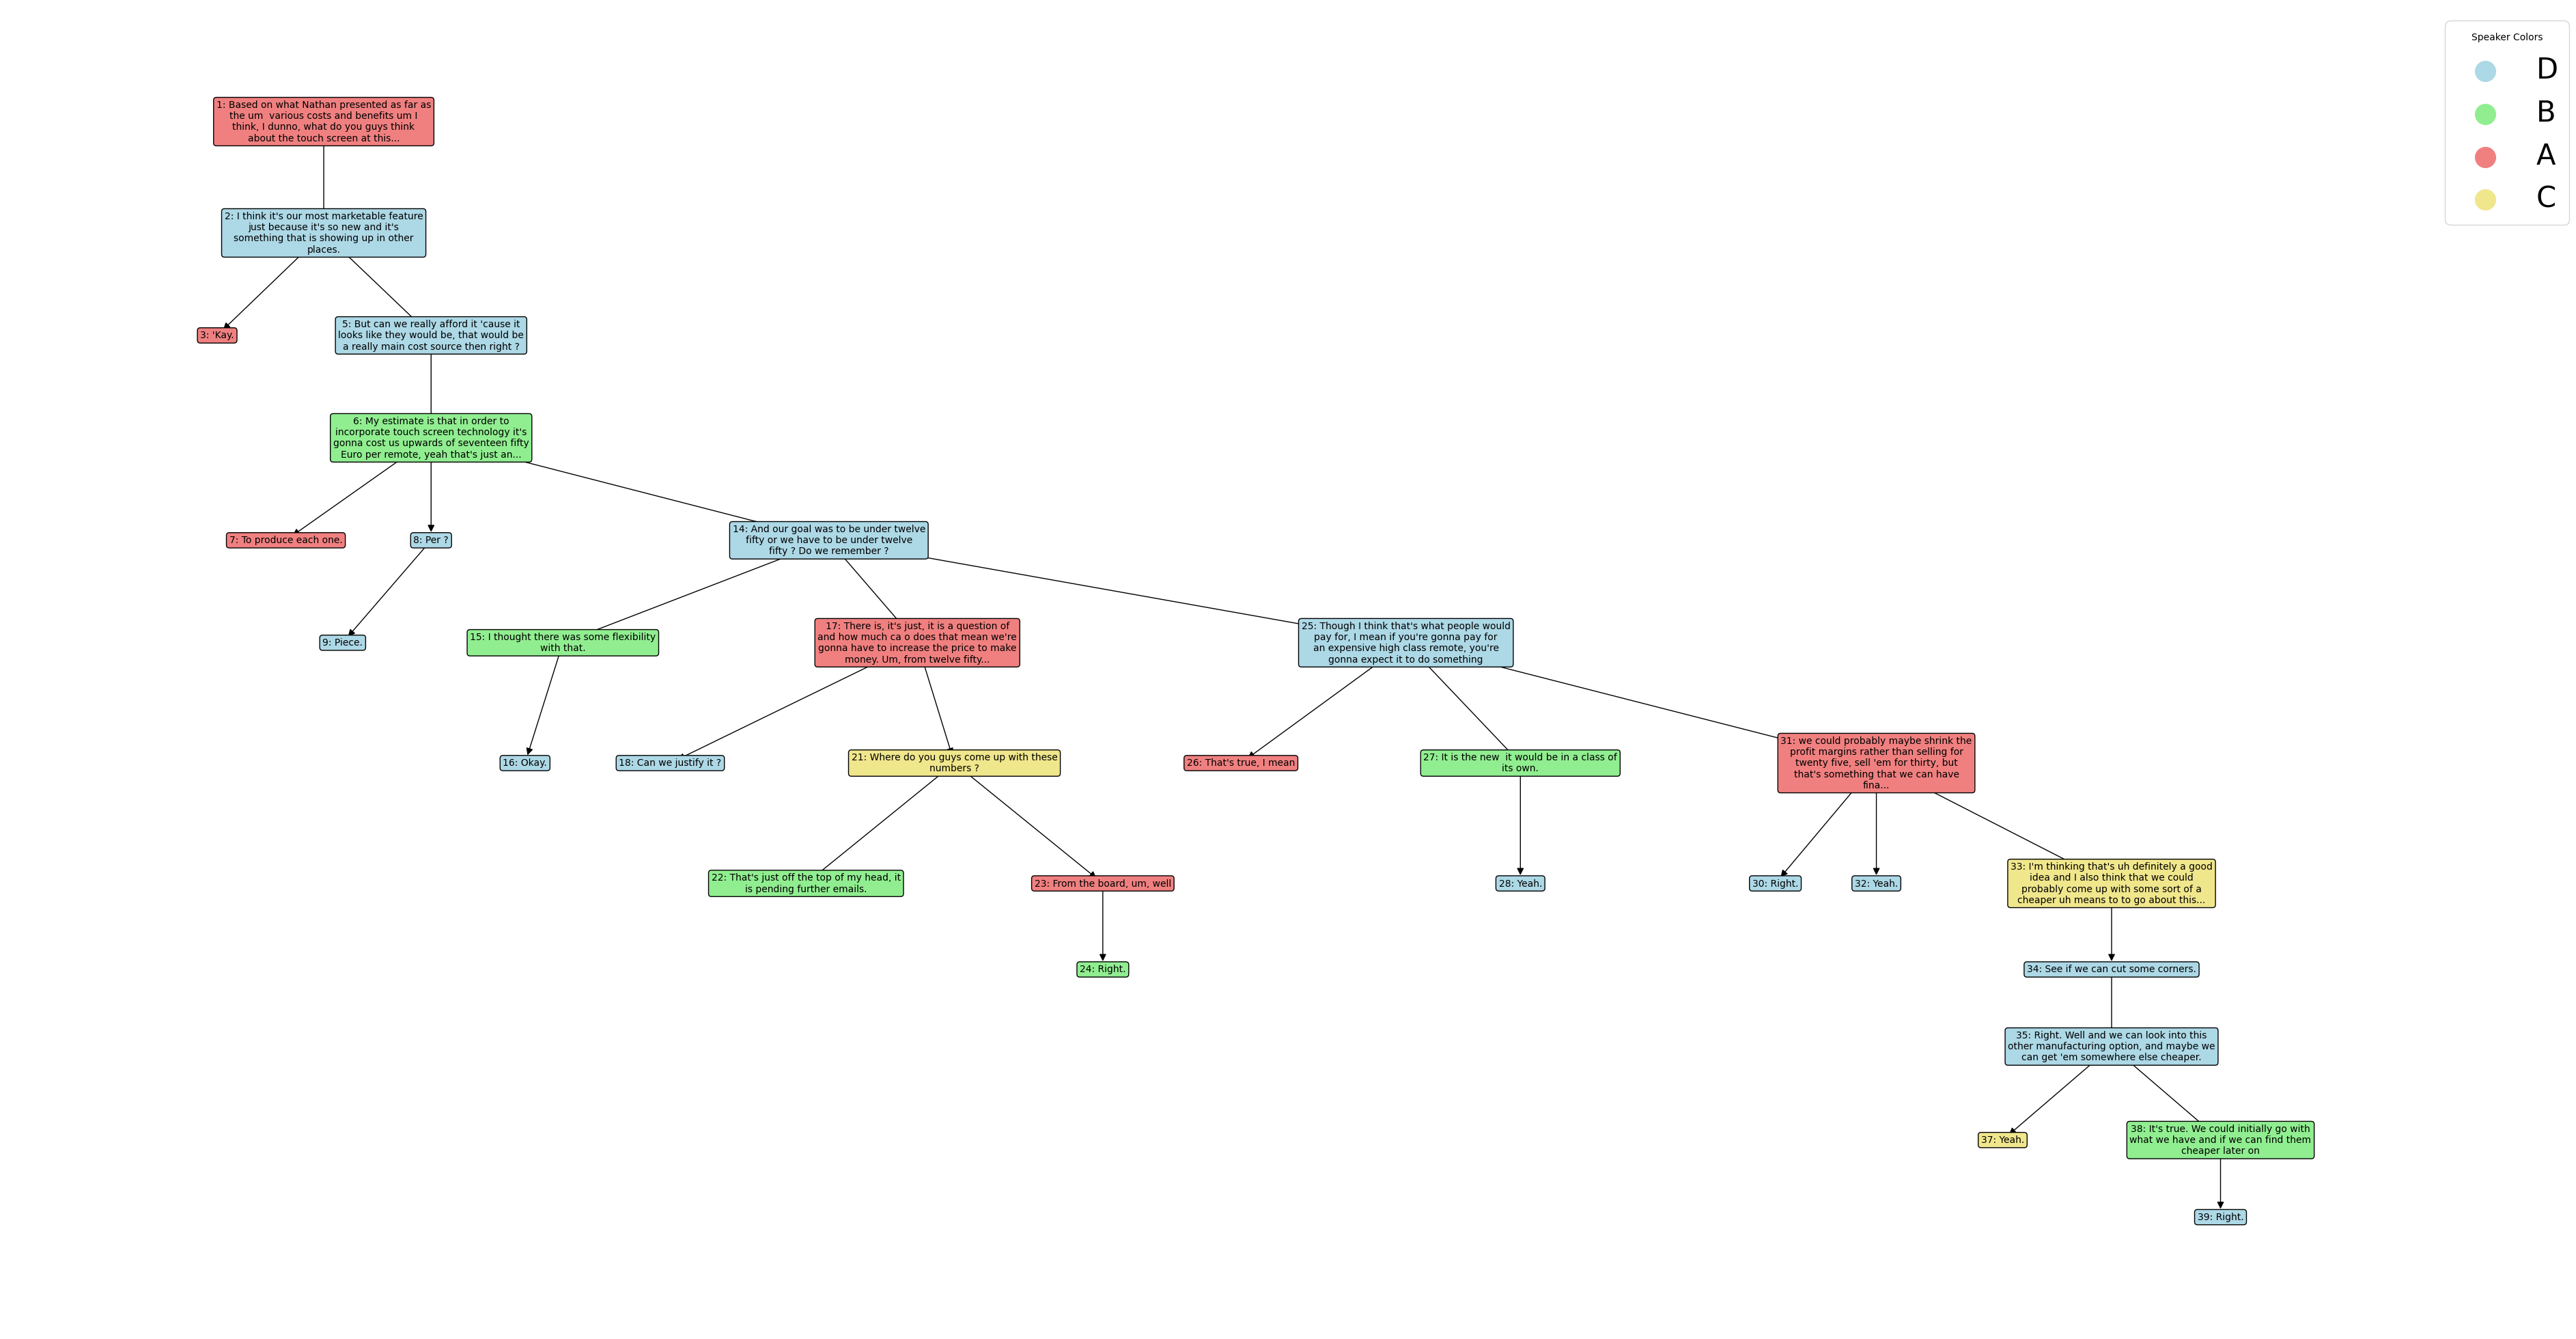 Speaker Colors
D
B
A
C
1: Based on what Nathan presented as far as
the um  various costs and benefits um I
think, I dunno, what do you guys think
about the touch screen at this...
2: I think it's our most marketable feature
just because it's so new and it's
something that is showing up in other
places.
3: 'Kay.
5: But can we really afford it 'cause it
looks like they would be, that would be
a really main cost source then right ?
6: My estimate is that in order to
incorporate touch screen technology it's
gonna cost us upwards of seventeen fifty
Euro per remote, yeah that's just an...
7: To produce each one.
8: Per ?
14: And our goal was to be under twelve
fifty or we have to be under twelve
fifty ? Do we remember ?
9: Piece.
15: I thought there was some flexibility
with that.
17: There is, it's just, it is a question of
and how much ca o does that mean we're
gonna have to increase the price to make
money. Um, from twelve fifty...
25: Though I think that's what people would
pay for, I mean if you're gonna pay for
an expensive high class remote, you're
gonna expect it to do something
16: Okay.
18: Can we justify it ?
21: Where do you guys come up with these
numbers ?
26: That's true, I mean
27: It is the new  it would be in a class of
its own.
31: we could probably maybe shrink the
profit margins rather than selling for
twenty five, sell 'em for thirty, but
that's something that we can have
fina...
22: That's just off the top of my head, it
is pending further emails.
23: From the board, um, well
28: Yeah.
30: Right.
32: Yeah.
33: I'm thinking that's uh definitely a good
idea and I also think that we could
probably come up with some sort of a
cheaper uh means to to go about this...
24: Right.
34: See if we can cut some corners.
35: Right. Well and we can look into this
other manufacturing option, and maybe we
can get 'em somewhere else cheaper.
37: Yeah.
38: It's true. We could initially go with
what we have and if we can find them
cheaper later on
39: Right.